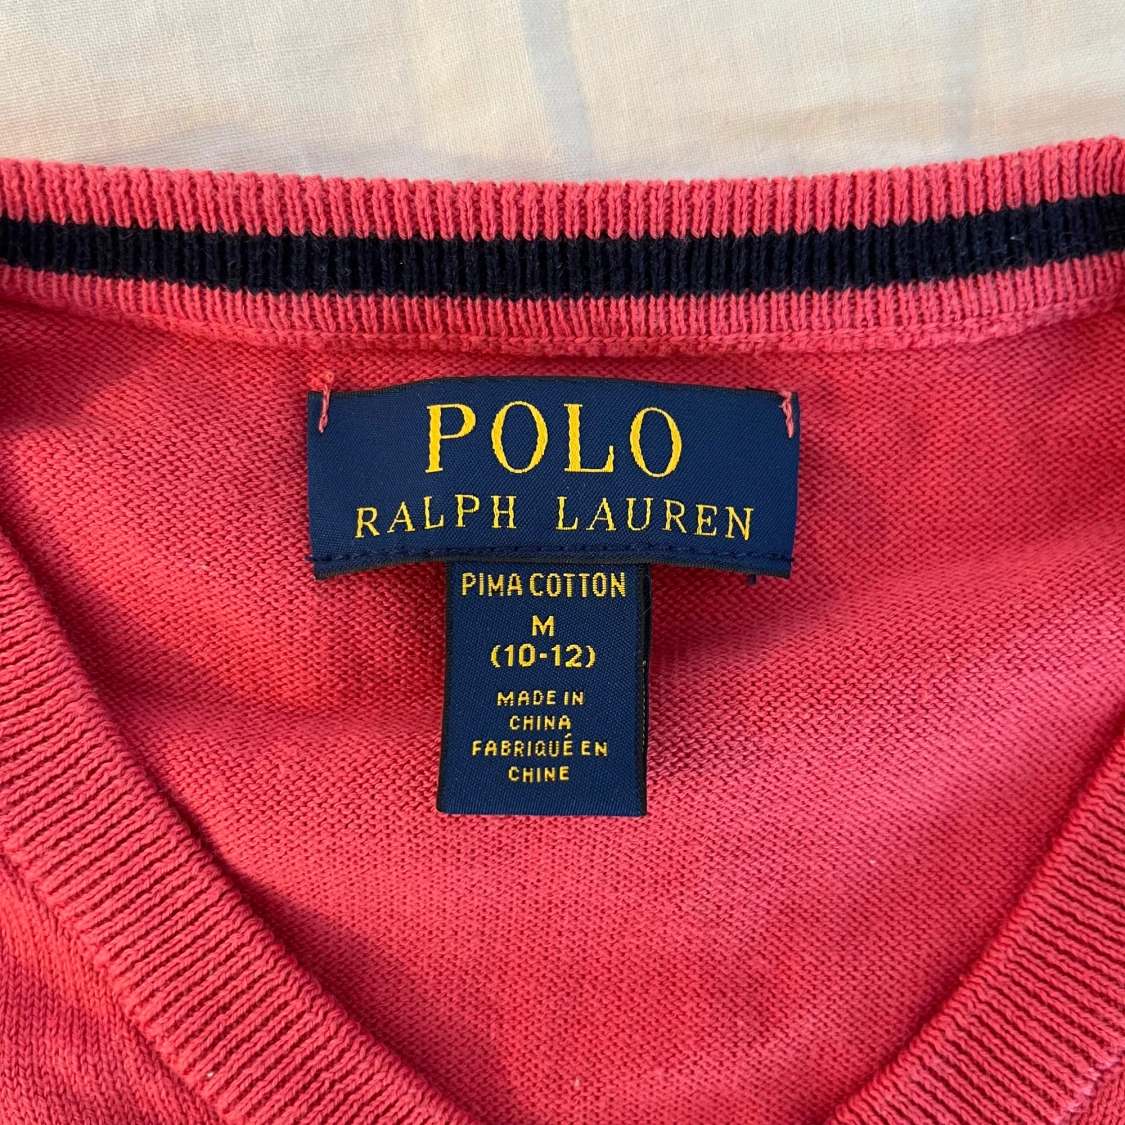 POLO
RALPH LAUREN
PIMA COTTON
M
(10-12)
MADE IN
CHINA
FABRIQUÉ EN
CHINE